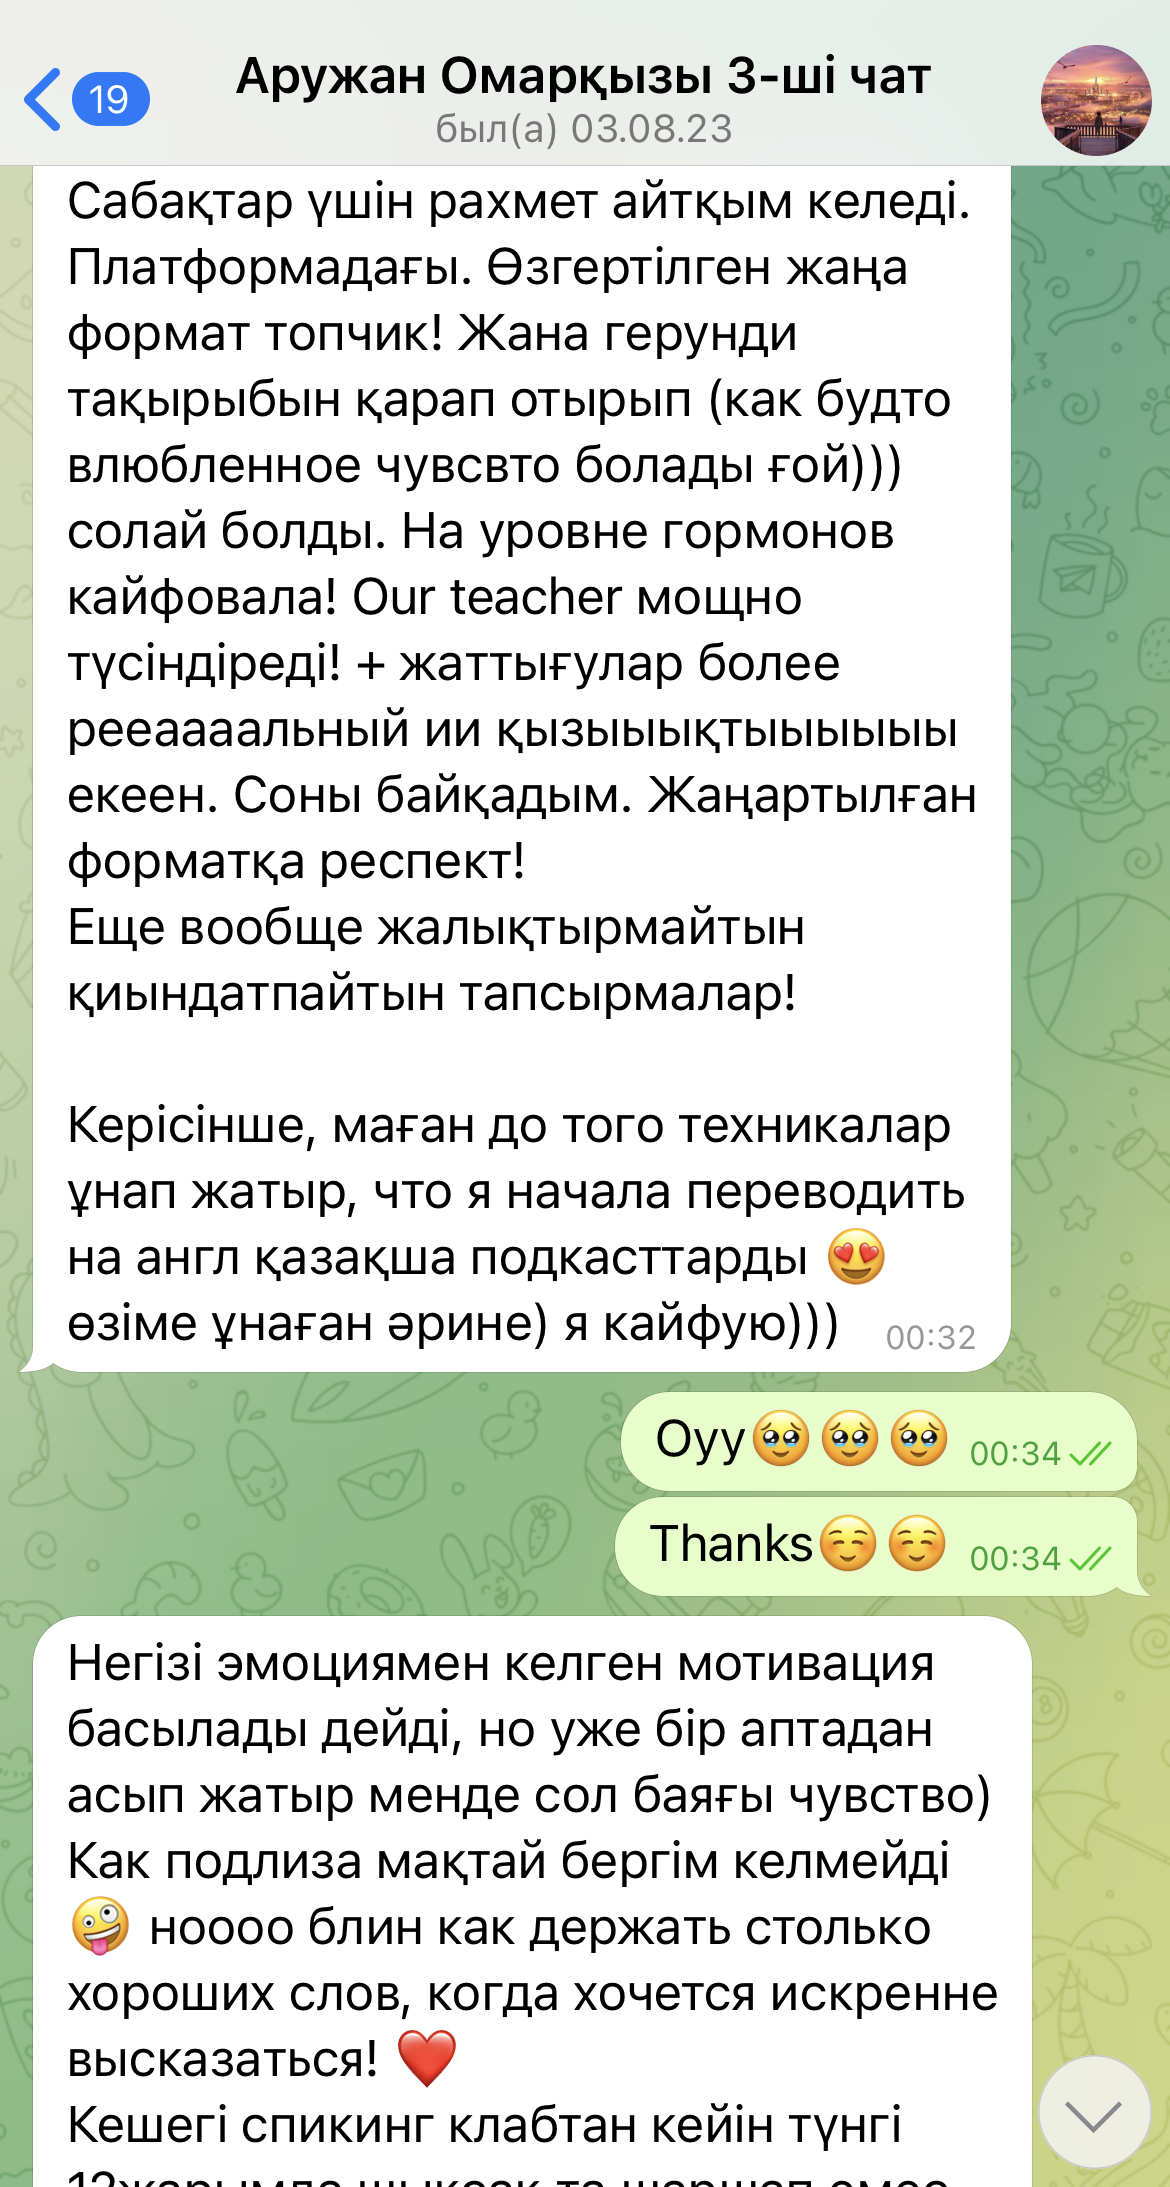 19
Аружан Омарқызы 3-ші чат
был(а) 03.08.23
Сабақтар үшін рахмет айтқым келеді.
Платформадағы. Өзгертілген жаңа
формат топчик! Жана герунди
тақырыбын қарап отырып (как будто
влюбленное чувсвто болады ғой)))
солай болды. На уровне гормонов
кайфовала! Our teacher мощно
түсіндіреді! + жаттығулар более
рееаааальный ии қызыыықтыыыыыы
екеен. Соны байқадым. Жаңартылған
форматқа респект!
Еще вообще жалықтырмайтын
қиындатпайтын тапсырмалар!
Керісінше, маған до того техникалар
ұнап жатыр, что я начала переводить
на англ қазақша подкасттарды 😍
өзіме ұнаған әрине) я кайфую)))
00:32
Оуу🥹🥹🥹 00:34
Thanks☺️☺️ 00:34
Негізі эмоциямен келген мотивация
басылады дейді, но уже бір аптадан
асып жатыр менде сол баяғы чувство)
Как подлиза мақтай бергім келмейді
🤪 ноооо блин как держать столько
хороших слов, когда хочется искренне
высказаться! ❤️
Кешегі спикинг клабтан кейін түнгі